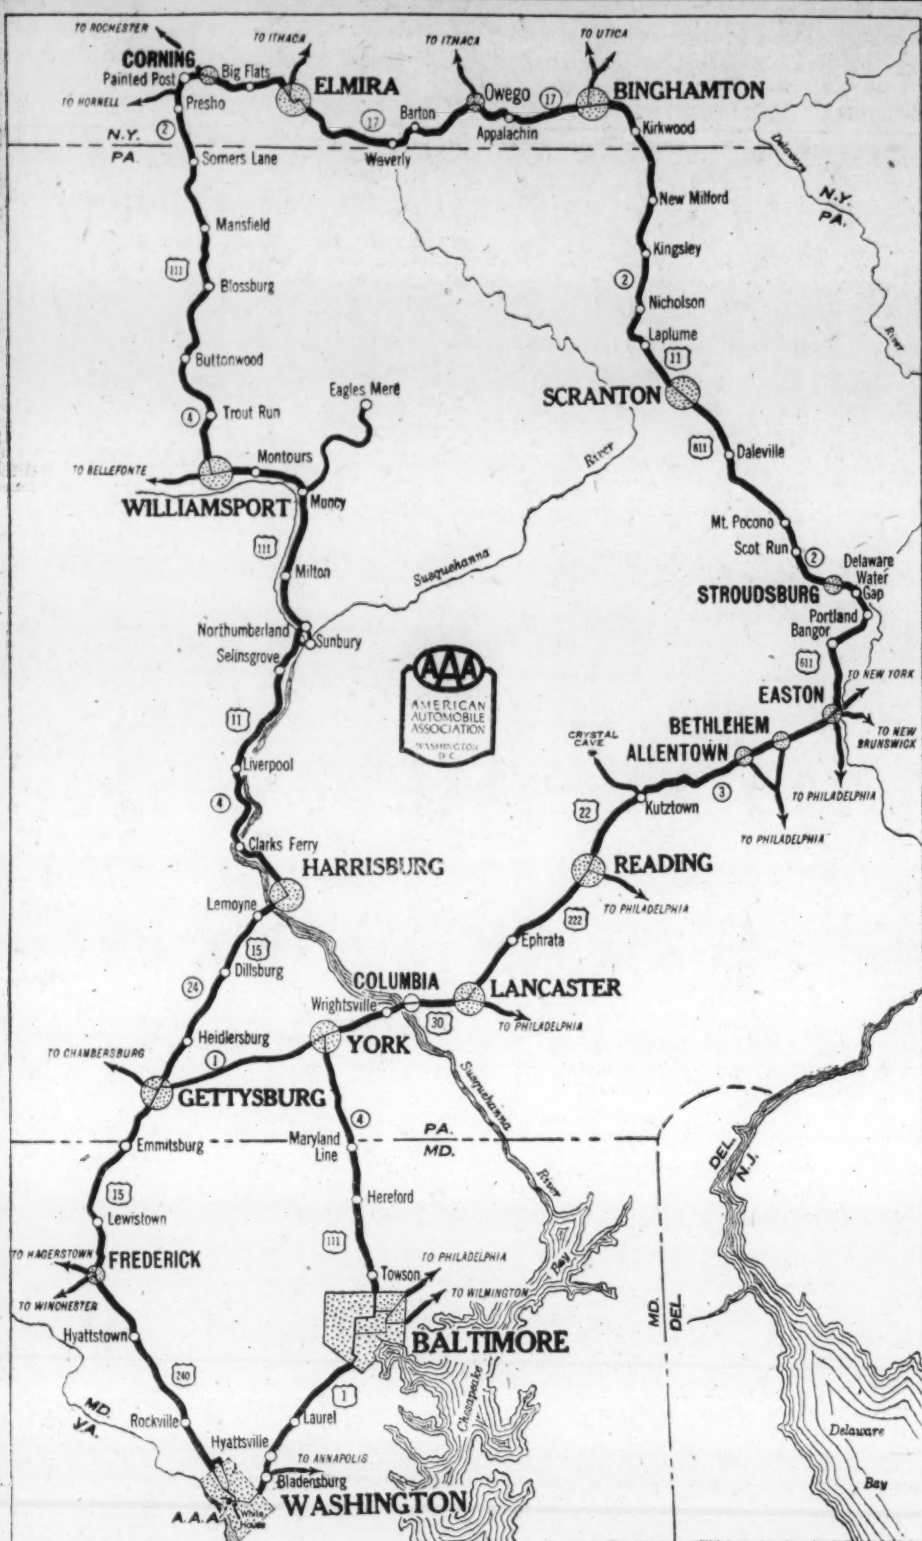 TO ROCHESTER
TO ITHACA
TO ITHACA
TO UTICA
CORNING
Painted Post
Big Flats
ELMIRA
Owego
BINGHAMTON
TO HORNELL
Presho
17
Barton
17
Appalachin
Kirkwood
2
N.Y.
PA.
Waverly
Delaware
River
N.Y.
PA.
Somers Lane
Mansfield
New Milford
111
Blossburg
Kingsley
2
Nicholson
Laplume
11
Buttonwood
Eagles Mere
SCRANTON
4
Trout Run
611
Daleville
TO BELLEFONTE
Montours
River
WILLIAMSPORT
Muncy
Mt. Pocono
111
Scot Run
2
Milton
Susquehanna
Delaware
Water
Gap
STROUDSBURG
Portland
Bangor
Northumberland
Sunbury
Selinsgrove
611
AAA
AMERICAN
AUTOMOBILE
ASSOCIATION
WASHINGTON
D.C.
TO NEW YORK
EASTON
11
BETHLEHEM
TO NEW
BRUNSWICK
CRYSTAL
CAVE
ALLENTOWN
Liverpool
3
TO PHILADELPHIA
4
Kutztown
22
TO PHILADELPHIA
Clarks Ferry
HARRISBURG
READING
Lemoyne
TO PHILADELPHIA
222
15
Ephrata
Dillsburg
COLUMBIA
LANCASTER
24
Wrightsville
30
TO PHILADELPHIA
Heidlersburg
YORK
TO CHAMBERSBURG
1
Susquehanna
River
GETTYSBURG
4
PA.
MD.
DEL.
N.J.
Emmitsburg
Maryland
Line
15
Hereford
Lewistown
111
TO HAGERSTOWN
FREDERICK
TO PHILADELPHIA
Bay
Towson
TO WINCHESTER
TO WILMINGTON
MD.
DEL.
Hyattstown
BALTIMORE
240
1
Chesapeake
MD.
VA.
Rockville
Laurel
Delaware
Bay
Hyattsville
TO ANNAPOLIS
Bladensburg
WASHINGTON
A.A.A.
White
House